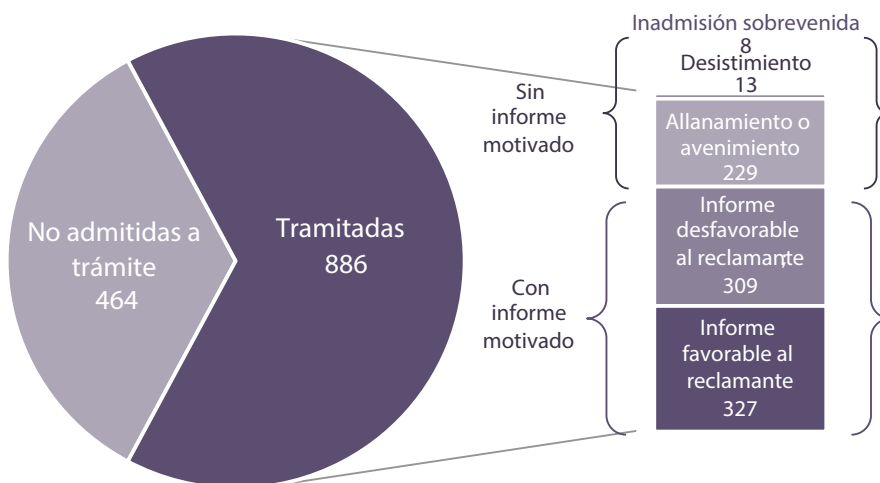 No admitidas a
trámite
464
Tramitadas
886
Sin
informe
motivado
Con
informe
motivado
Inadmisión sobrevenida
8
Desistimiento
13
Allanamiento o
avenimiento
229
Informe
desfavorable
al reclamante,
309
Informe
favorable al
reclamante
327